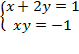 x + 2y = 1
xy = −1